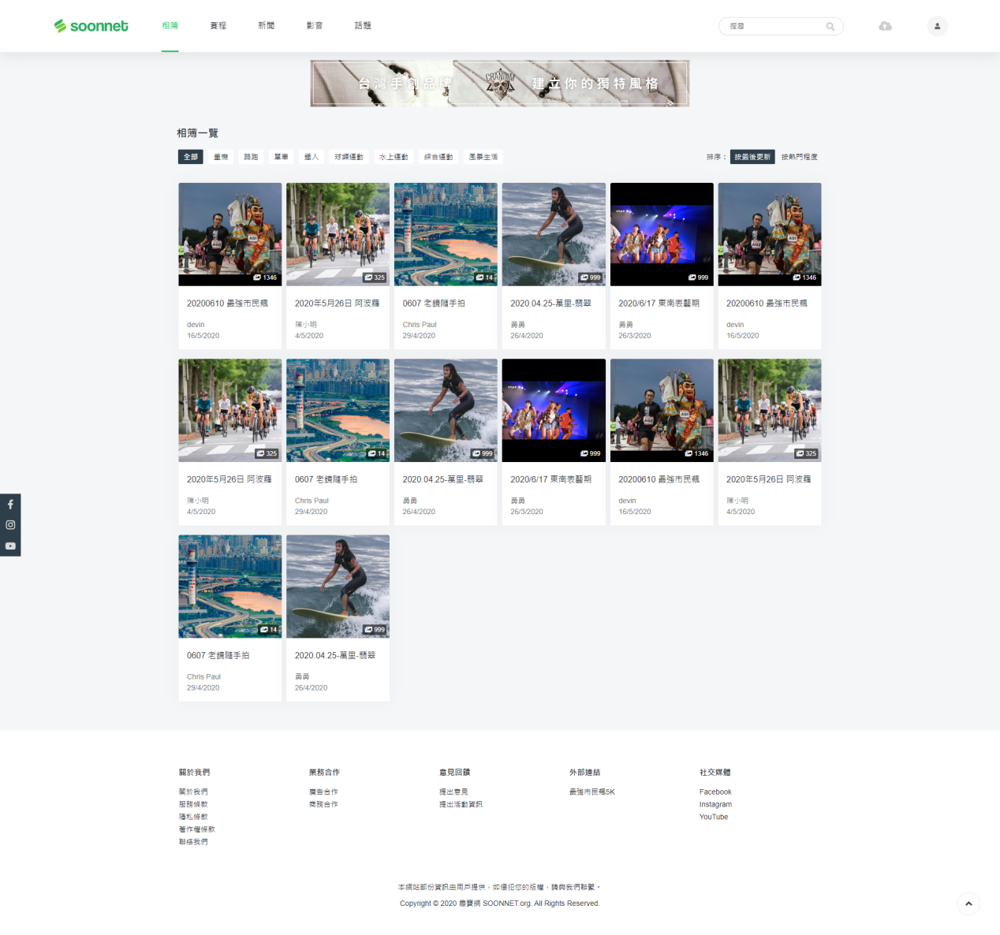 soonnet 相簿 賽程 新聞 影音 話題 搜尋
台灣手創品牌 CRANIUM 建立你的獨特風格
相簿一覽
全部 重機 路跑 單車 鐵人 球類運動 水上運動 綜合運動 風景生活 排序： 按最後更新 按熱門程度
1346 325 14 999 999 1346
20200610 最強市民飆 2020年5月26日 阿波羅 0607 老鏡隨手拍 2020.04.25-萬里-翡翠 2020/6/17 東南表藝期 20200610 最強市民飆
devin 陳小明 Chris Paul 勇勇 勇勇 devin
16/5/2020 4/5/2020 29/4/2020 26/4/2020 26/3/2020 16/5/2020
325 14 999 999 1346 325
2020年5月26日 阿波羅 0607 老鏡隨手拍 2020.04.25-萬里-翡翠 2020/6/17 東南表藝期 20200610 最強市民飆 2020年5月26日 阿波羅
陳小明 Chris Paul 勇勇 勇勇 devin 陳小明
4/5/2020 29/4/2020 26/4/2020 26/3/2020 16/5/2020 4/5/2020
14 999
0607 老鏡隨手拍 2020.04.25-萬里-翡翠
Chris Paul 勇勇
29/4/2020 26/4/2020
關於我們 業務合作 意見回饋 外部連結 社交媒體
關於我們 廣告合作 提出意見 最強市民飆5K Facebook
服務條款 商務合作 提出活動資訊 Instagram
隱私條款 YouTube
著作權條款
聯絡我們
本網站部份資訊由用戶提供，如侵犯您的版權，請與我們聯繫。
Copyright © 2020 尋寶網 SOONNET.org. All Rights Reserved.